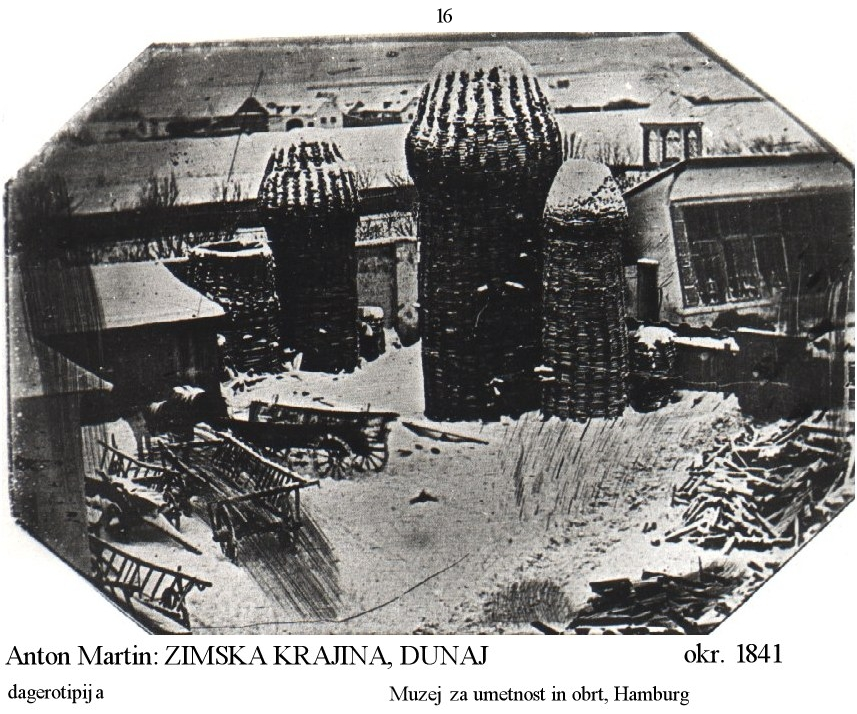 16
Anton Martin: ZIMSKA KRAJINA, DUNAJ okr. 1841
dagerotipija Muzej za umetnost in obrt, Hamburg